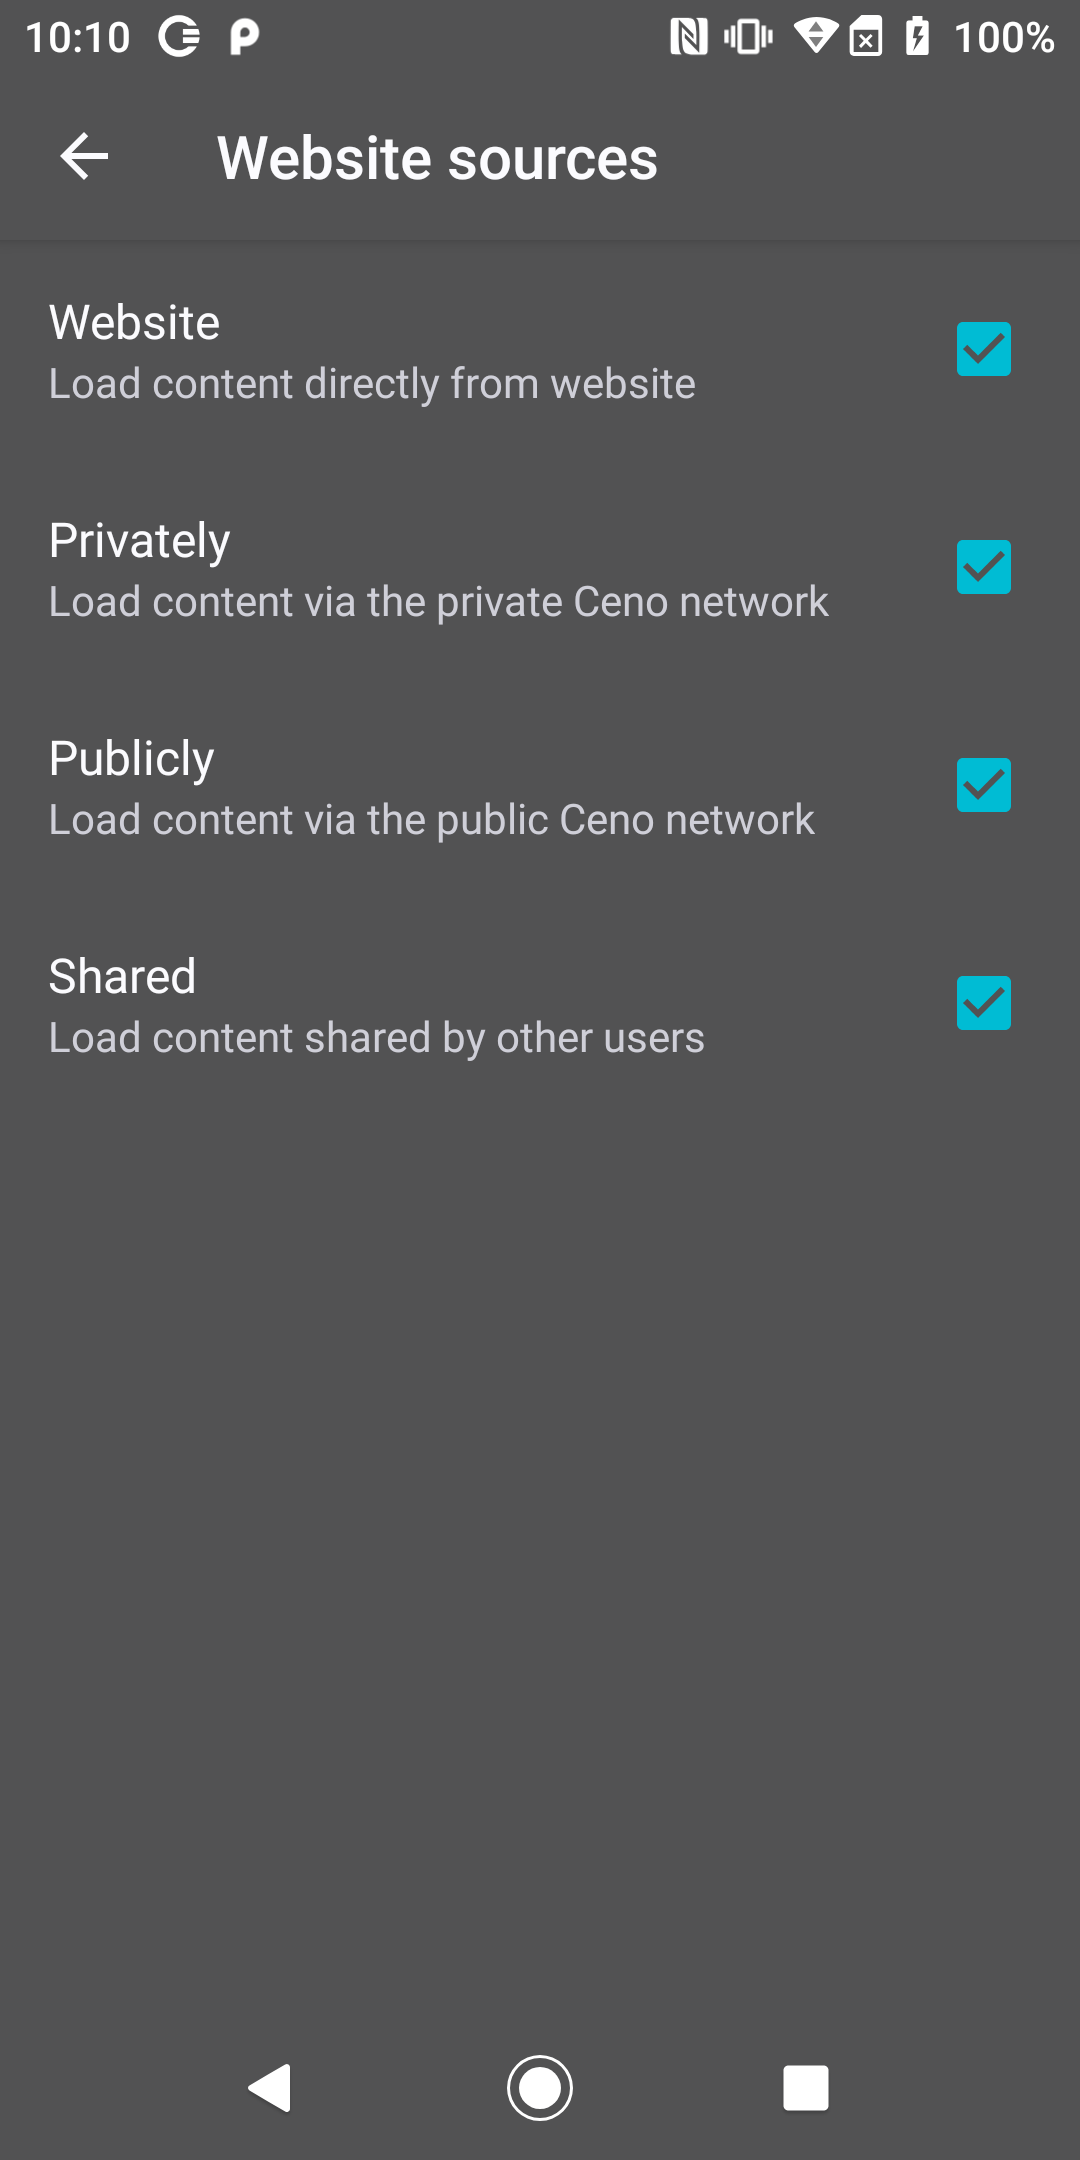 10:10 100%
Website sources
Website
Load content directly from website
Privately
Load content via the private Ceno network
Publicly
Load content via the public Ceno network
Shared
Load content shared by other users